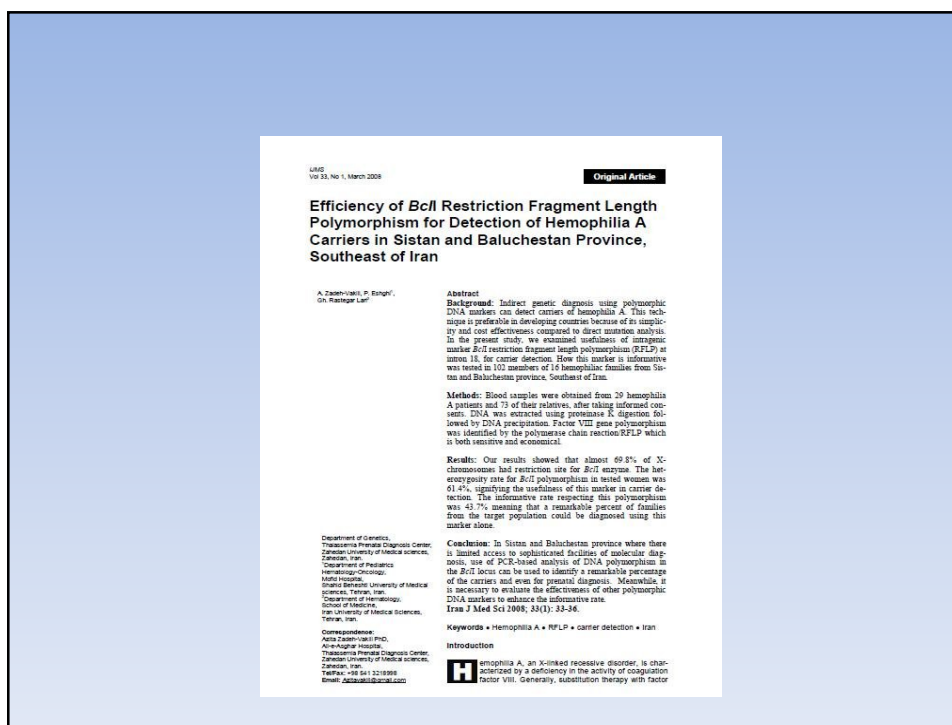 IJMS
Vol 33, No 1, March 2008
Original Article
Efficiency of BclI Restriction Fragment Length
Polymorphism for Detection of Hemophilia A
Carriers in Sistan and Baluchestan Province,
Southeast of Iran
A. Zadeh-Vakili, P. Eshghi¹,
Gh. Rastegar Lari²
Abstract
Background: Indirect genetic diagnosis using polymorphic
DNA markers can detect carriers of hemophilia A. This tech-
nique is preferable in developing countries because of its simplic-
ity and cost effectiveness compared to direct mutation analysis.
In the present study, we examined usefulness of intragenic
marker BclI restriction fragment length polymorphism (RFLP) at
intron 18, for carrier detection. How this marker is informative
was tested in 102 members of 16 hemophiliac families from Sis-
tan and Baluchestan province, Southeast of Iran.
Methods: Blood samples were obtained from 29 hemophilia
A patients and 73 of their relatives, after taking informed con-
sents. DNA was extracted using proteinase K digestion fol-
lowed by DNA precipitation. Factor VIII gene polymorphism
was identified by the polymerase chain reaction/RFLP which
is both sensitive and economical.
Results: Our results showed that almost 69.8% of X-
chromosomes had restriction site for BclI enzyme. The het-
erozygosity rate for BclI polymorphism in tested women was
61.4%, signifying the usefulness of this marker in carrier de-
tection. The informative rate respecting this polymorphism
was 43.7% meaning that a remarkable percent of families
from the target population could be diagnosed using this
marker alone.
Conclusion: In Sistan and Baluchestan province where there
is limited access to sophisticated facilities of molecular diag-
nosis, use of PCR-based analysis of DNA polymorphism in
the BclI locus can be used to identify a remarkable percentage
of the carriers and even for prenatal diagnosis. Meanwhile, it
is necessary to evaluate the effectiveness of other polymorphic
DNA markers to enhance the informative rate.
Iran J Med Sci 2008; 33(1): 33-36.
Keywords • Hemophilia A • RFLP • carrier detection • Iran
Introduction
Hemophilia A, an X-linked recessive disorder, is char-
acterized by a deficiency in the activity of coagulation
factor VIII. Generally, substitution therapy with factor
Department of Genetics,
Thalassemia Prenatal Diagnosis Center,
Zahedan University of Medical sciences,
Zahedan, Iran.
¹Department of Pediatrics
Hematology-Oncology,
Mofid Hospital,
Shahid Beheshti University of Medical
sciences, Tehran, Iran.
²Department of Hematology,
School of Medicine,
Iran University of Medical Sciences,
Tehran, Iran.
Correspondence:
Azita Zadeh-Vakili PhD,
Ali-e-Asghar Hospital,
Thalassemia Prenatal Diagnosis Center,
Zahedan University of Medical sciences,
Zahedan, Iran.
Tel/Fax: +98 541 3218998
Email: Azitavakili@gmail.com